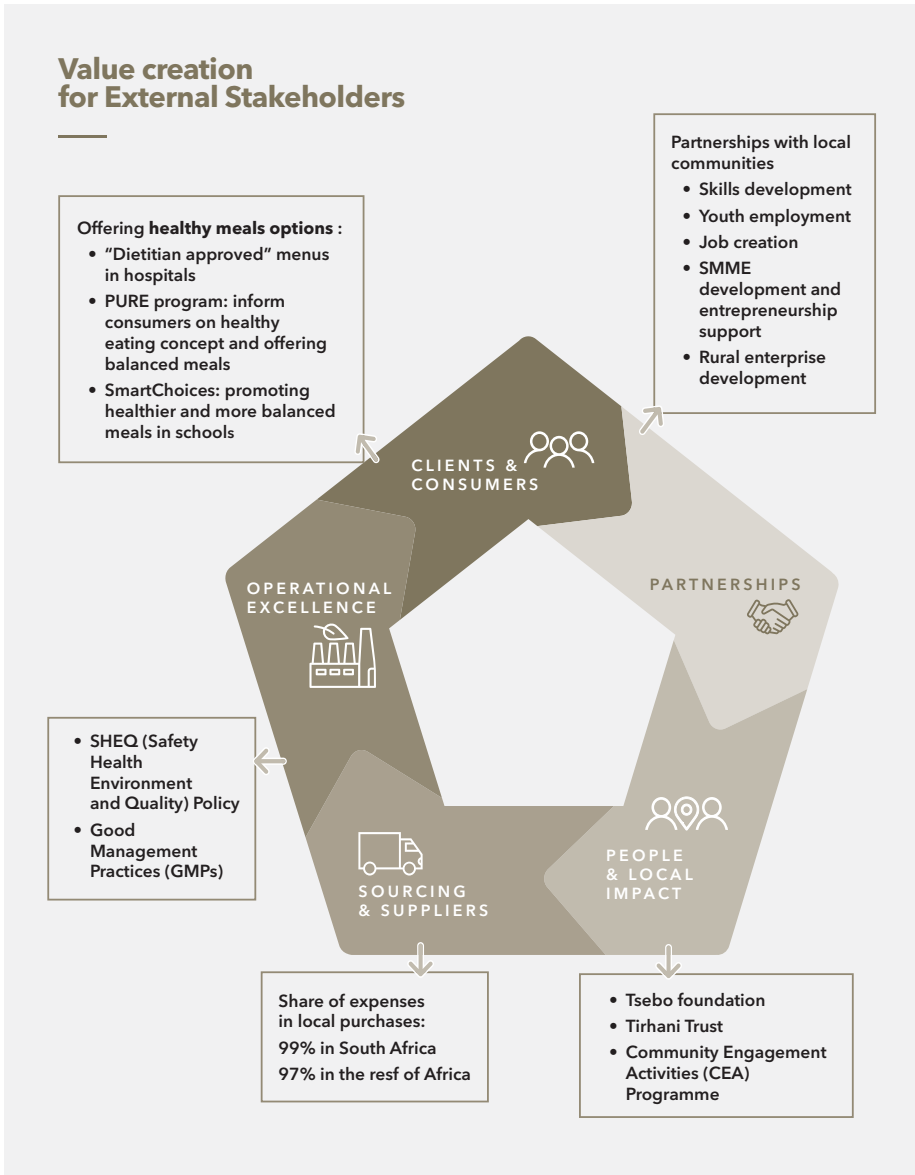 Value creation
for External Stakeholders
Partnerships with local
communities
• Skills development
• Youth employment
• Job creation
• SMME
development and
entrepreneurship
support
• Rural enterprise
development
Offering healthy meals options :
• “Dietitian approved” menus
in hospitals
• PURE program: inform
consumers on healthy
eating concept and offering
balanced meals
• SmartChoices: promoting
healthier and more balanced
meals in schools
CLIENTS &
CONSUMERS
PARTNERSHIPS
OPERATIONAL
EXCELLENCE
• SHEQ (Safety
Health
Environment
and Quality) Policy
• Good
Management
Practices (GMPs)
SOURCING
& SUPPLIERS
PEOPLE
& LOCAL
IMPACT
Share of expenses
in local purchases:
99% in South Africa
97% in the resf of Africa
• Tsebo foundation
• Tirhani Trust
• Community Engagement
Activities (CEA)
Programme